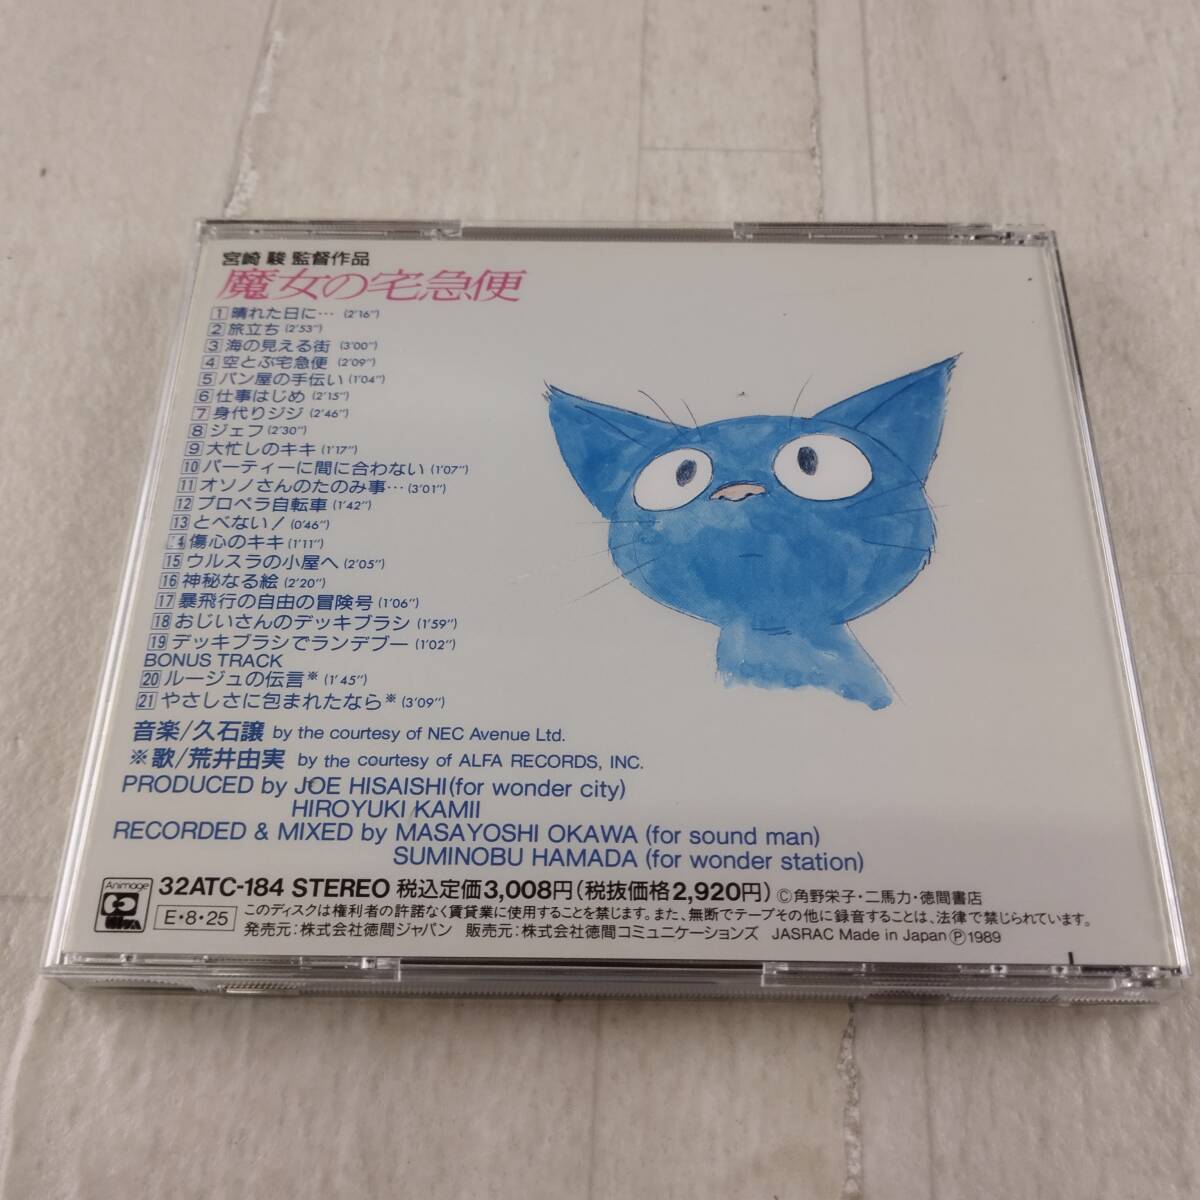 宮崎 駿 監督作品
魔女の宅急便
1 晴れた日に… (2'16")
2 旅立ち (2'53")
3 海の見える街 (3'00")
4 空とぶ宅急便 (2'09")
5 パン屋の手伝い (1'04")
6 仕事はじめ (2'15")
7 身代りジジ (2'46")
8 ジェフ (2'30")
9 大忙しのキキ (1'17")
10 パーティーに間に合わない (1'07")
11 オソノさんのたのみ事… (3'01")
12 プロペラ自転車 (1'42")
13 とべない! (0'46")
14 傷心のキキ (1'11")
15 ウルスラの小屋へ (2'05")
16 神秘なる絵 (2'20")
17 暴飛行の自由の冒険号 (1'06")
18 おじいさんのデッキブラシ (1'59")
19 デッキブラシでランデブー (1'02")
BONUS TRACK
20 ルージュの伝言※ (1'45")
21 やさしさに包まれたなら※ (3'09")
音楽/久石譲 by the courtesy of NEC Avenue Ltd.
※歌/荒井由実 by the courtesy of ALFA RECORDS, INC.
PRODUCED by JOE HISAISHI (for wonder city)
HIROYUKI KAMII
RECORDED & MIXED by MASAYOSHI OKAWA (for sound man)
SUMINOBU HAMADA (for wonder station)
Animage
32ATC-184 STEREO 税込定価3,008円(税抜価格2,920円) ©角野栄子・二馬力・徳間書店
E・8・25 このディスクは権利者の許諾なく賃貸業に使用することを禁じます。また、無断でテープその他に録音することは、法律で禁じられています。
発売元:株式会社徳間ジャパン 販売元:株式会社徳間コミュニケーションズ JASRAC Made in Japan Ⓟ1989